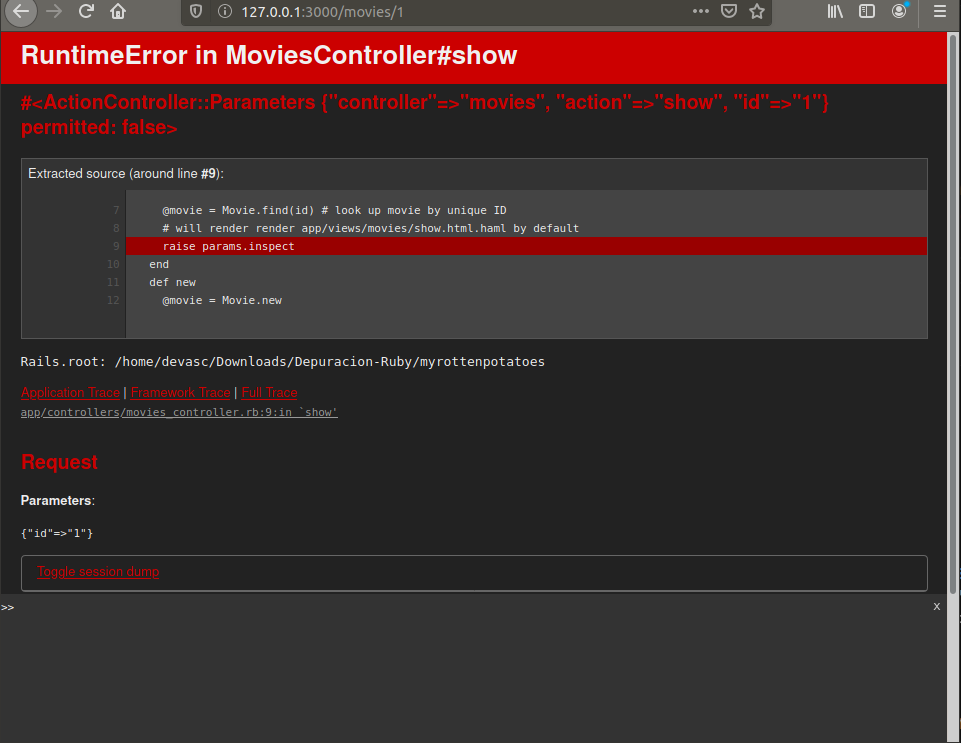 127.0.0.1:3000/movies/1
RuntimeError in MoviesController#show
#<ActionController::Parameters {"controller"=>"movies", "action"=>"show", "id"=>"1"}
permitted: false>
Extracted source (around line #9):
7 @movie = Movie.find(id) # look up movie by unique ID
8 # will render render app/views/movies/show.html.haml by default
9 raise params.inspect
10 end
11 def new
12 @movie = Movie.new
Rails.root: /home/devasc/Downloads/Depuracion-Ruby/myrottenpotatoes
Application Trace | Framework Trace | Full Trace
app/controllers/movies_controller.rb:9:in `show'
Request
Parameters:
{"id"=>"1"}
Toggle session dump
>> x